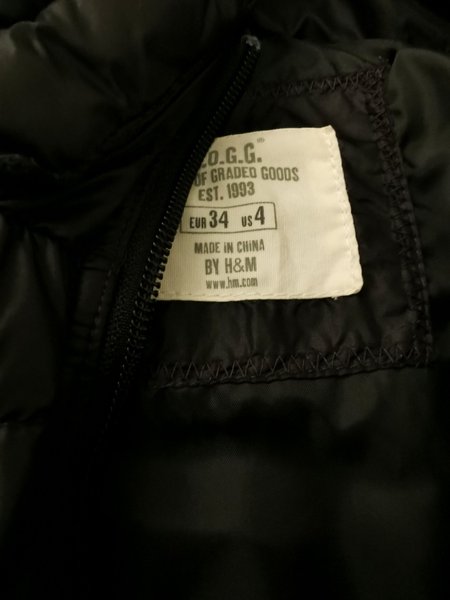 .O.G.G.®
OF GRADED GOODS
EST. 1993
EUR 34 US 4
MADE IN CHINA
BY H&M
www.hm.com